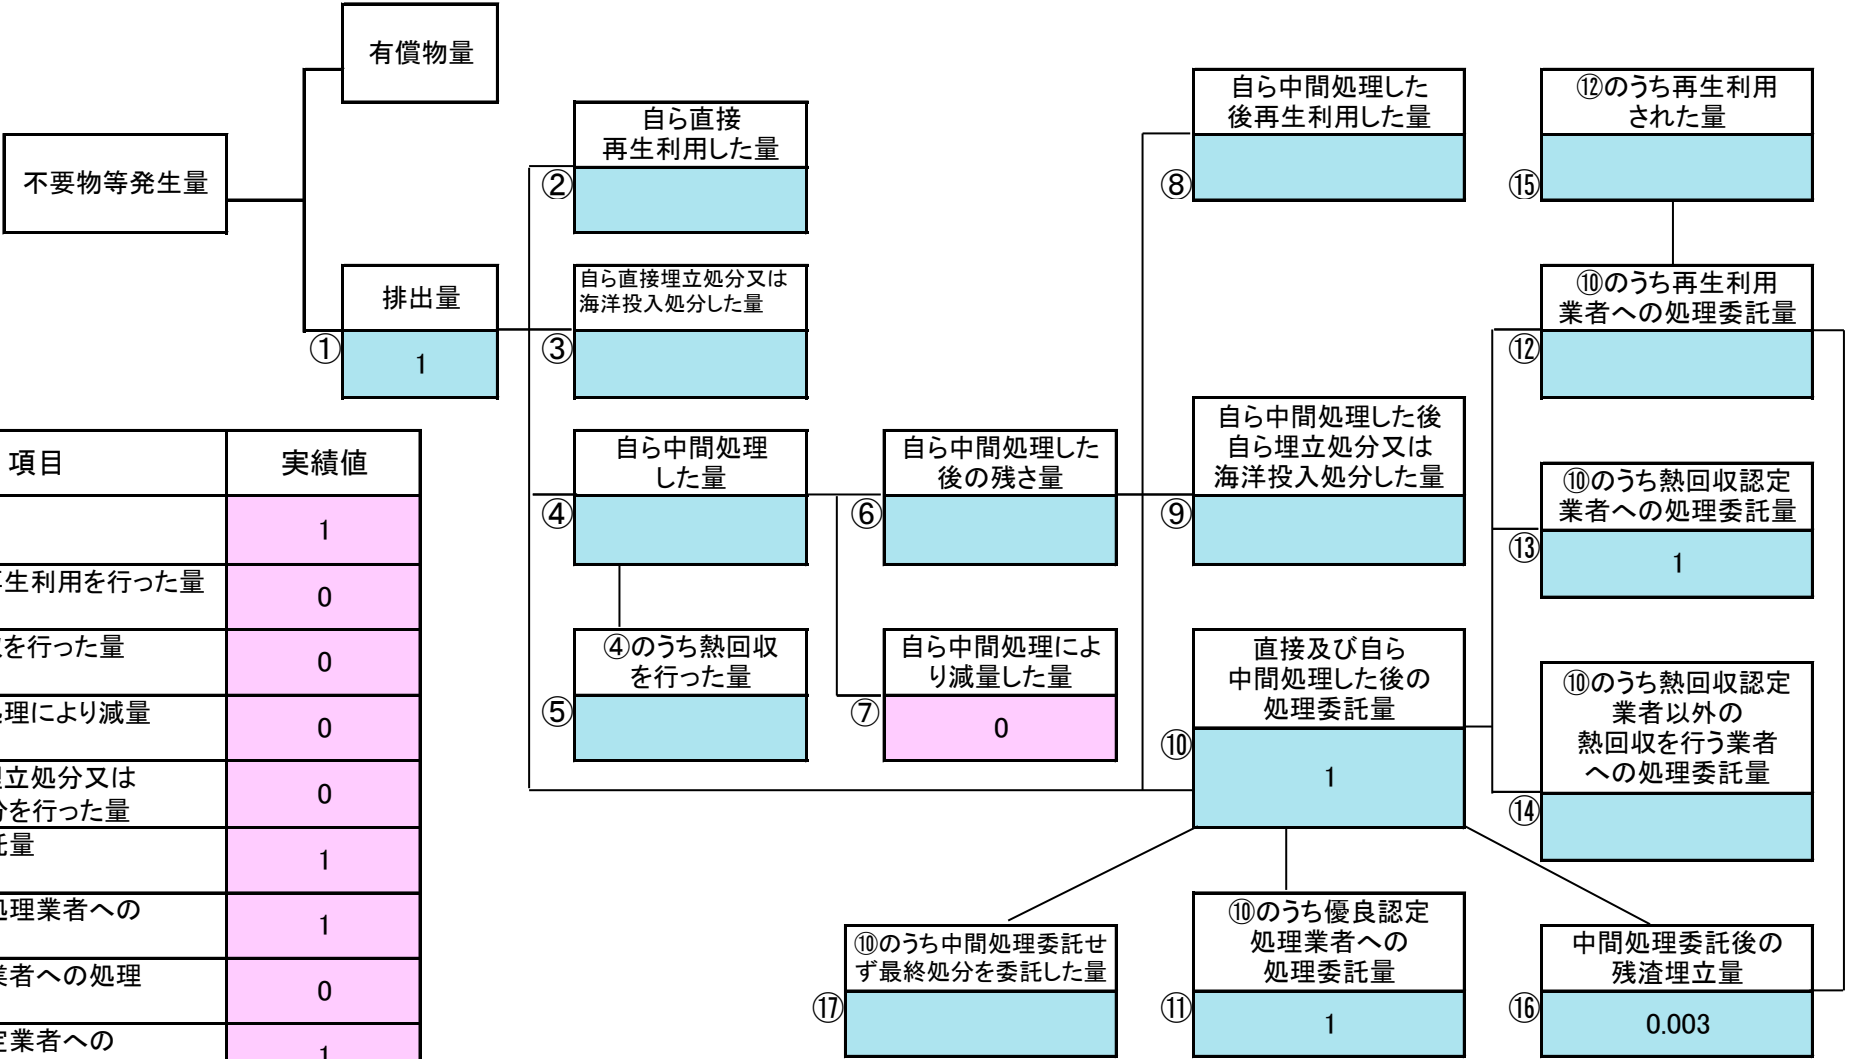 有償物量
不要物等発生量
排出量
①
1
自ら直接
再生利用した量
②
自ら直接埋立処分又は
海洋投入処分した量
③
自ら中間処理
した量
④
④のうち熱回収
を行った量
⑤
自ら中間処理した
後の残さ量
⑥
自ら中間処理によ
り減量した量
⑦
0
自ら中間処理した
後再生利用した量
⑧
自ら中間処理した後
自ら埋立処分又は
海洋投入処分した量
⑨
直接及び自ら
中間処理した後の
処理委託量
⑩
1
⑫のうち再生利用
された量
⑮
⑩のうち再生利用
業者への処理委託量
⑫
⑩のうち熱回収認定
業者への処理委託量
⑬
1
⑩のうち熱回収認定
業者以外の
熱回収を行う業者
への処理委託量
⑭
⑩のうち中間処理委託せ
ず最終処分を委託した量
⑰
⑩のうち優良認定
処理業者への
処理委託量
⑪
1
中間処理委託後の
残渣埋立量
⑯
0.003
項目
実績値
1
生利用を行った量
0
を行った量
0
理により減量
0
立処分又は
を行った量
0
託量
1
処理業者への
1
業者への処理
0
業者への
1